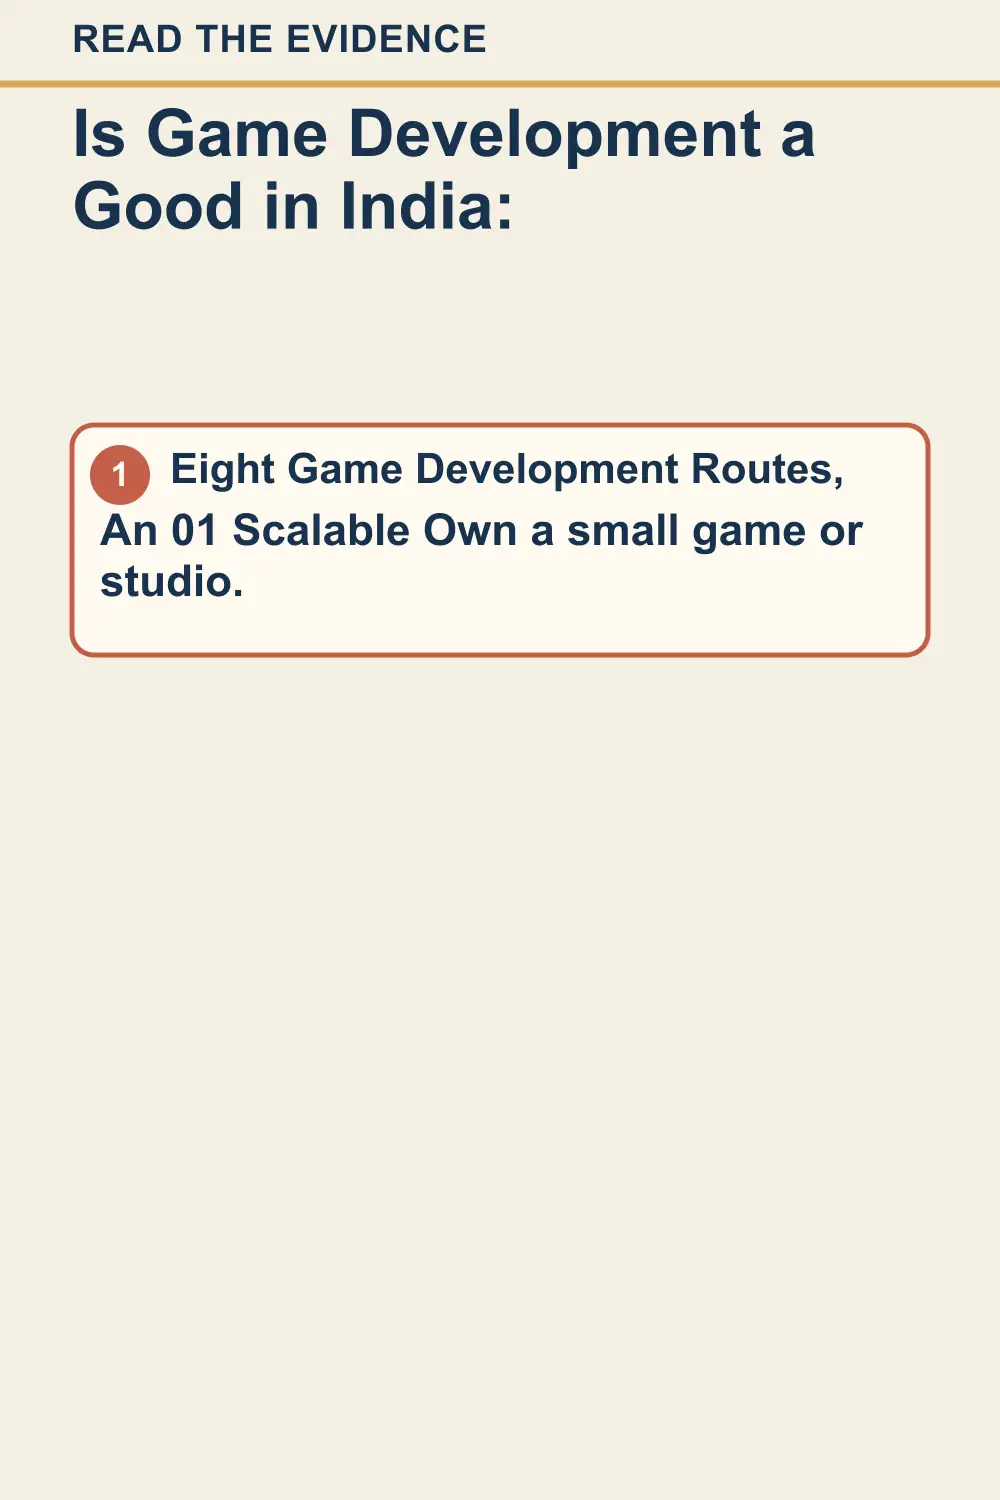 READ THE EVIDENCE
Is Game Development a
Good in India:
1 Eight Game Development Routes,
An 01 Scalable Own a small game or
studio.